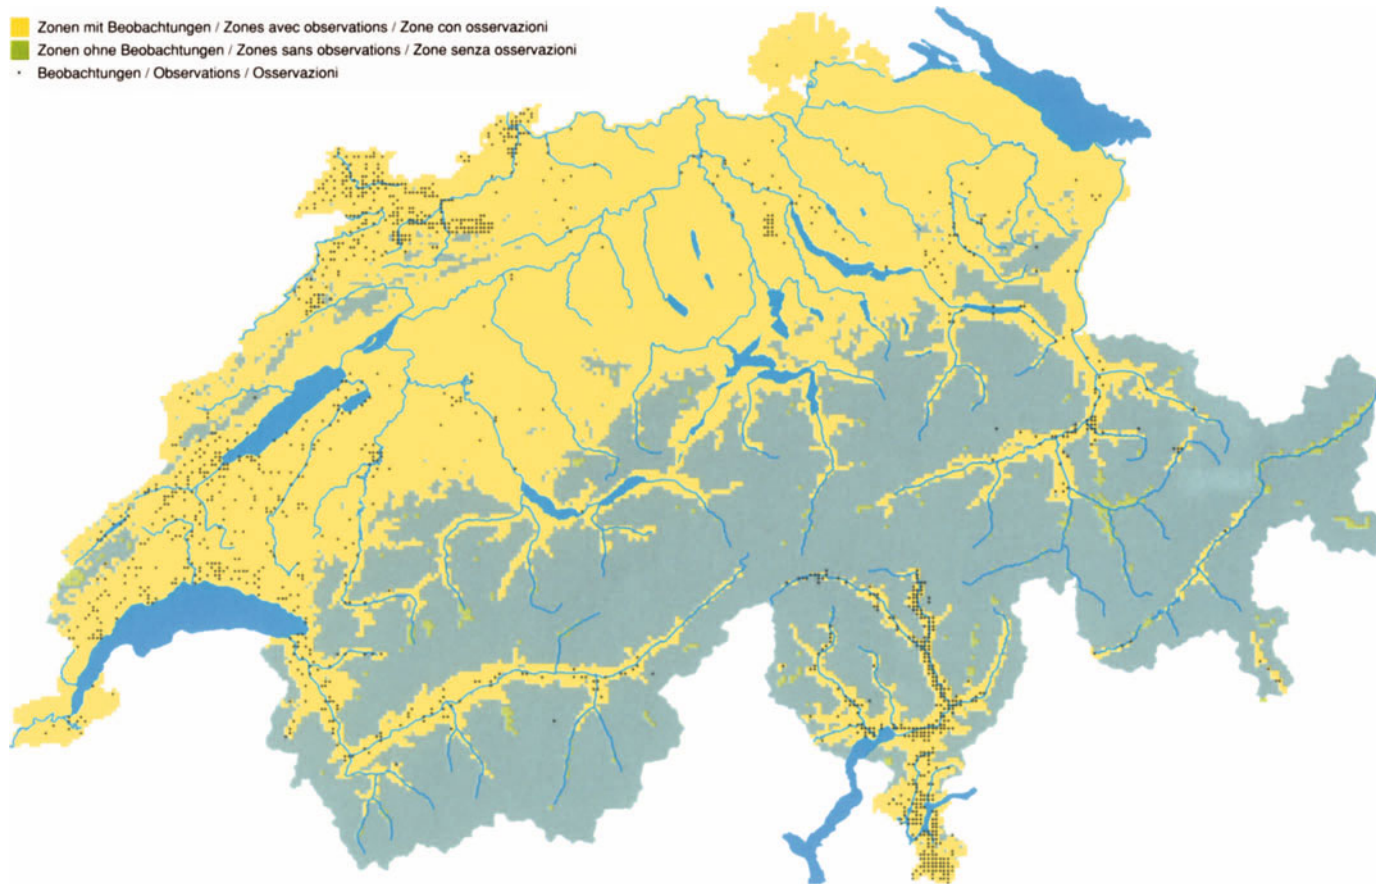 Zonen mit Beobachtungen / Zones avec observations / Zone con osservazioni
Zonen ohne Beobachtungen / Zones sans observations / Zone senza osservazioni
Beobachtungen / Observations / Osservazioni